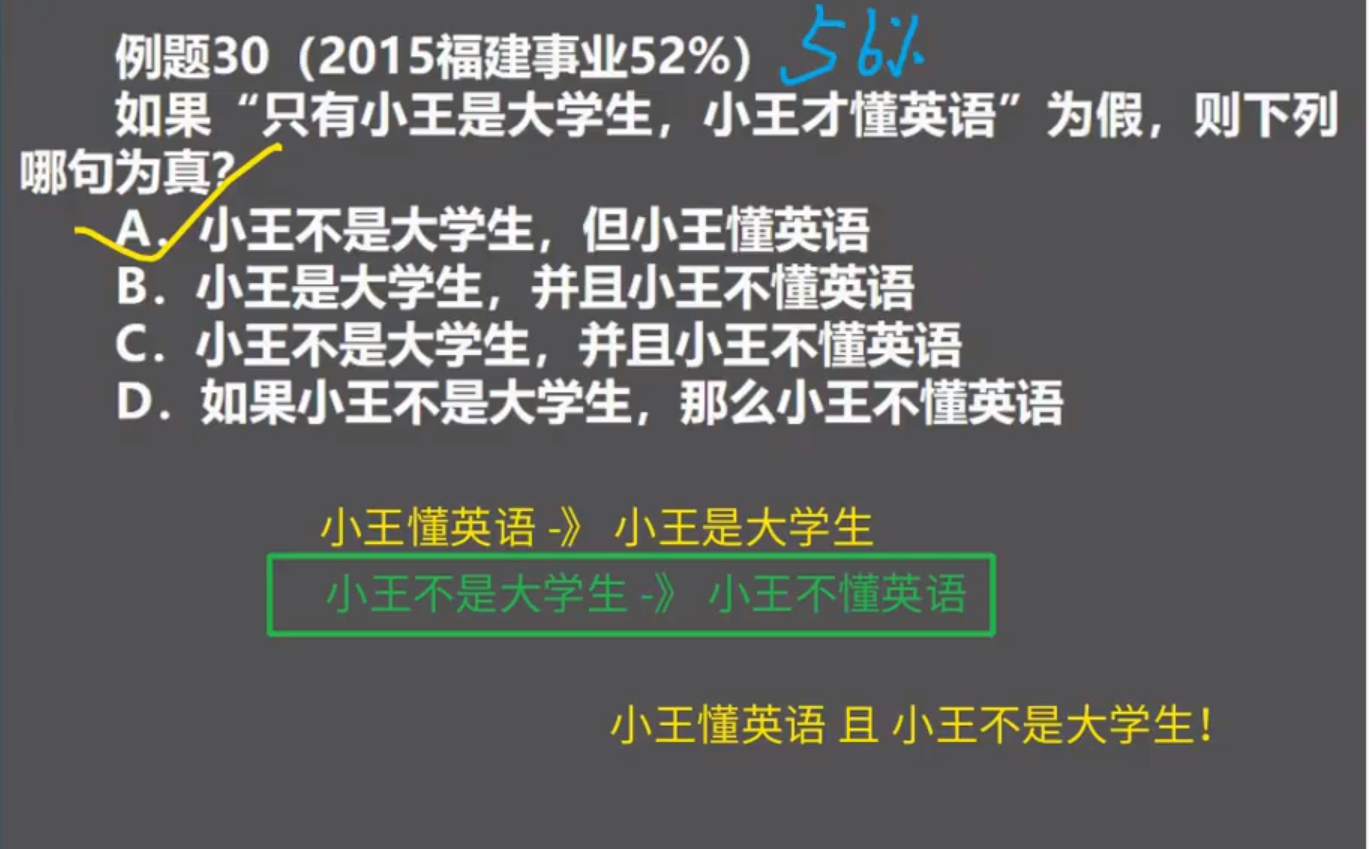 例题30（2015福建事业52%） 56%
如果“只有小王是大学生，小王才懂英语”为假，则下列
哪句为真？
A．小王不是大学生，但小王懂英语
B．小王是大学生，并且小王不懂英语
C．小王不是大学生，并且小王不懂英语
D．如果小王不是大学生，那么小王不懂英语
小王懂英语 -》 小王是大学生
小王不是大学生 -》 小王不懂英语
小王懂英语 且 小王不是大学生！